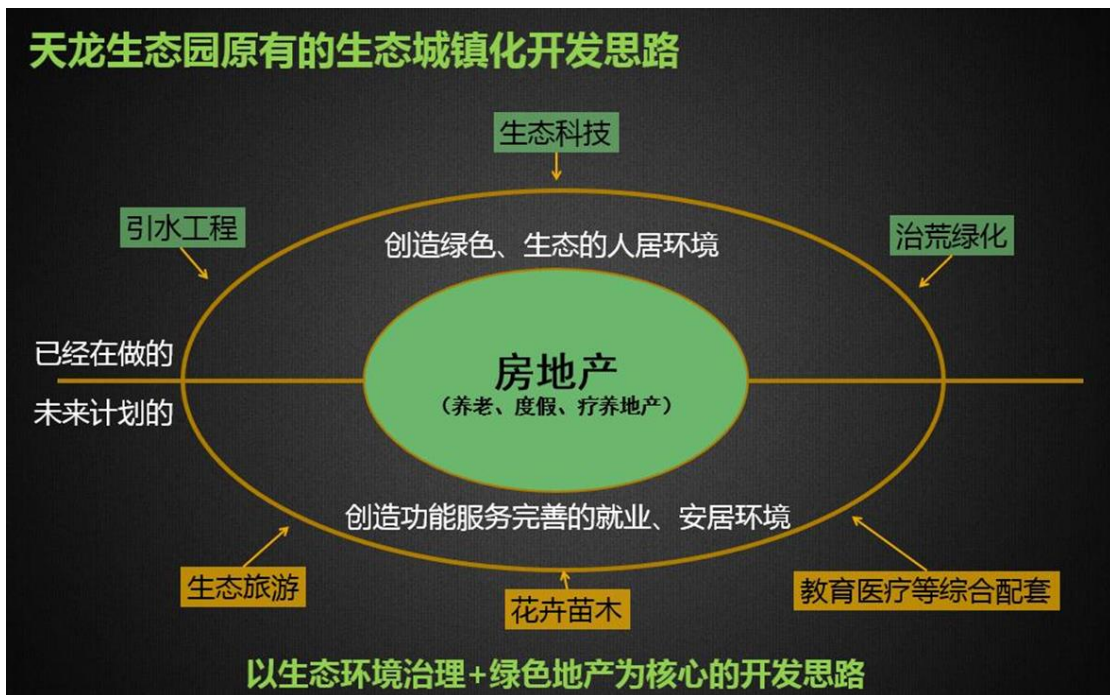 天龙生态园原有的生态城镇化开发思路
生态科技
引水工程
治荒绿化
创造绿色、生态的人居环境
已经在做的
房地产
（养老、度假、疗养地产）
未来计划的
创造功能服务完善的就业、安居环境
生态旅游
花卉苗木
教育医疗等综合配套
以生态环境治理+绿色地产为核心的开发思路